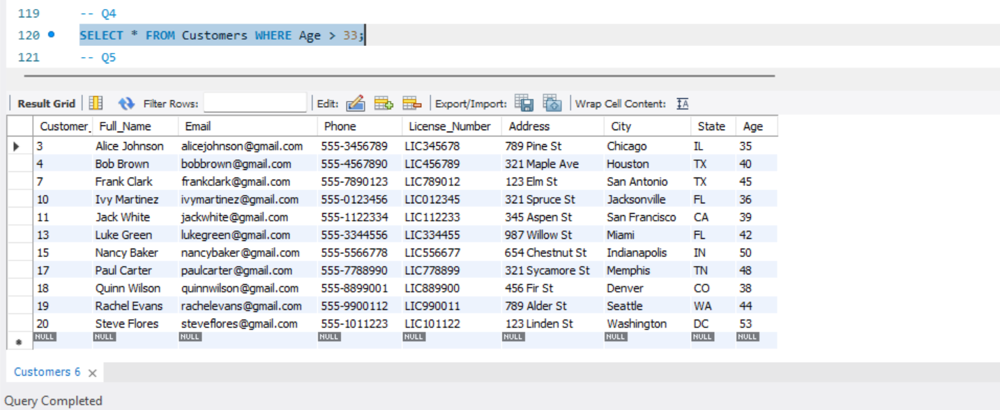 119 -- Q4
120 SELECT * FROM Customers WHERE Age > 33;
121 -- Q5
Result Grid Filter Rows: Edit: Export/Import: Wrap Cell Content: IA
Customer_ Full_Name Email Phone License_Number Address City State Age
3 Alice Johnson alicejohnson@gmail.com 555-3456789 LIC345678 789 Pine St Chicago IL 35
4 Bob Brown bobbrown@gmail.com 555-4567890 LIC456789 321 Maple Ave Houston TX 40
7 Frank Clark frankclark@gmail.com 555-7890123 LIC789012 123 Elm St San Antonio TX 45
10 Ivy Martinez ivymartinez@gmail.com 555-0123456 LIC012345 321 Spruce St Jacksonville FL 36
11 Jack White jackwhite@gmail.com 555-1122334 LIC112233 345 Aspen St San Francisco CA 39
13 Luke Green lukegreen@gmail.com 555-3344556 LIC334455 987 Willow St Miami FL 42
15 Nancy Baker nancybaker@gmail.com 555-5566778 LIC556677 654 Chestnut St Indianapolis IN 50
17 Paul Carter paulcarter@gmail.com 555-7788990 LIC778899 321 Sycamore St Memphis TN 48
18 Quinn Wilson quinnwilson@gmail.com 555-8899001 LIC889900 456 Fir St Denver CO 38
19 Rachel Evans rachelevans@gmail.com 555-9900112 LIC990011 789 Alder St Seattle WA 44
20 Steve Flores steveflores@gmail.com 555-1011223 LIC101122 123 Linden St Washington DC 53
NULL NULL NULL NULL NULL NULL NULL NULL NULL
Customers 6
Query Completed